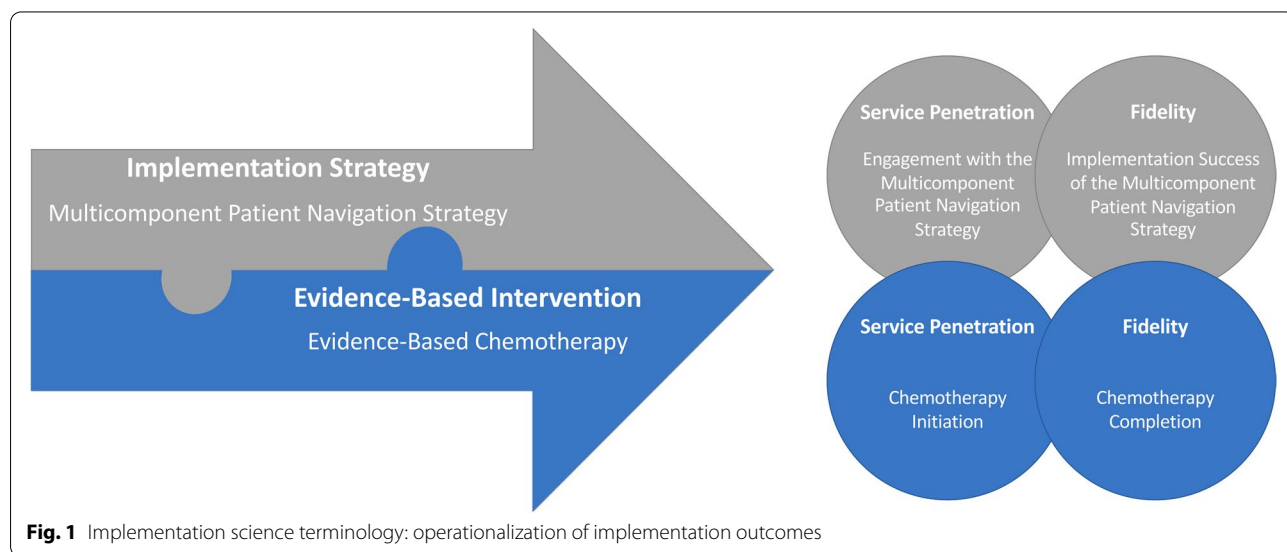 Implementation Strategy
Multicomponent Patient Navigation Strategy
Evidence-Based Intervention
Evidence-Based Chemotherapy
Service Penetration
Engagement with the
Multicomponent
Patient Navigation
Strategy
Fidelity
Implementation Success
of the Multicomponent
Patient Navigation
Strategy
Service Penetration
Chemotherapy
Initiation
Fidelity
Chemotherapy
Completion
Fig. 1 Implementation science terminology: operationalization of implementation outcomes